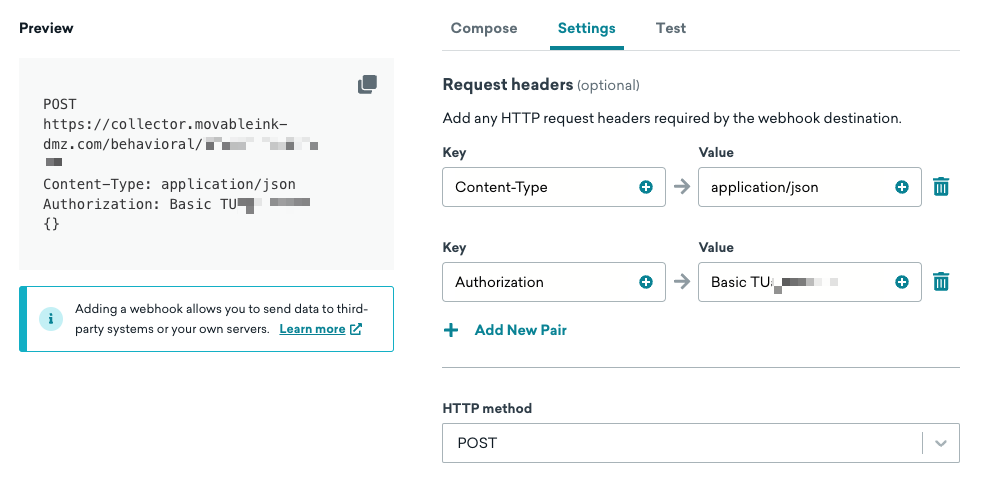 Preview
POST
https://collector.movableink-
dmz.com/behavioral/
Content-Type: application/json
Authorization: Basic TU
{}
Adding a webhook allows you to send data to third-
party systems or your own servers. Learn more
Compose Settings Test
Request headers (optional)
Add any HTTP request headers required by the webhook destination.
Key Value
Content-Type application/json
Key Value
Authorization Basic TU
Add New Pair
HTTP method
POST